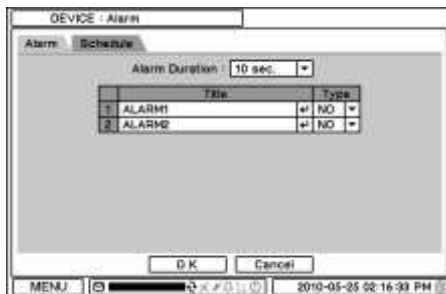 DEVICE : Alarm
Alarm Schedule
Alarm Duration : 10 sec.
Title Type
1 ALARM1 NO
2 ALARM2 NO
OK Cancel
MENU 2010-05-25 02:16:33 PM